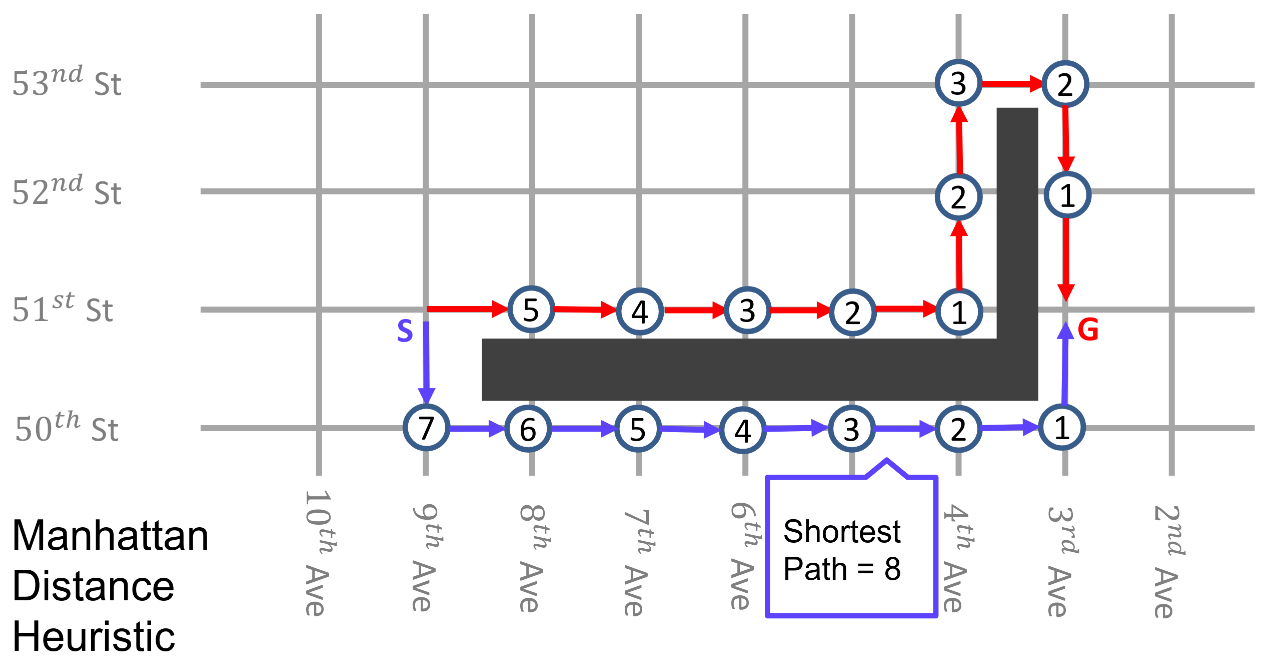 53nd St
3
2
52nd St
2
1
51st St
5
4
3
2
1
S
G
50th St
7
6
5
4
3
2
1
10th Ave
9th Ave
8th Ave
7th Ave
6th Ave
4th Ave
3rd Ave
2nd Ave
Shortest
Path = 8
Manhattan
Distance
Heuristic